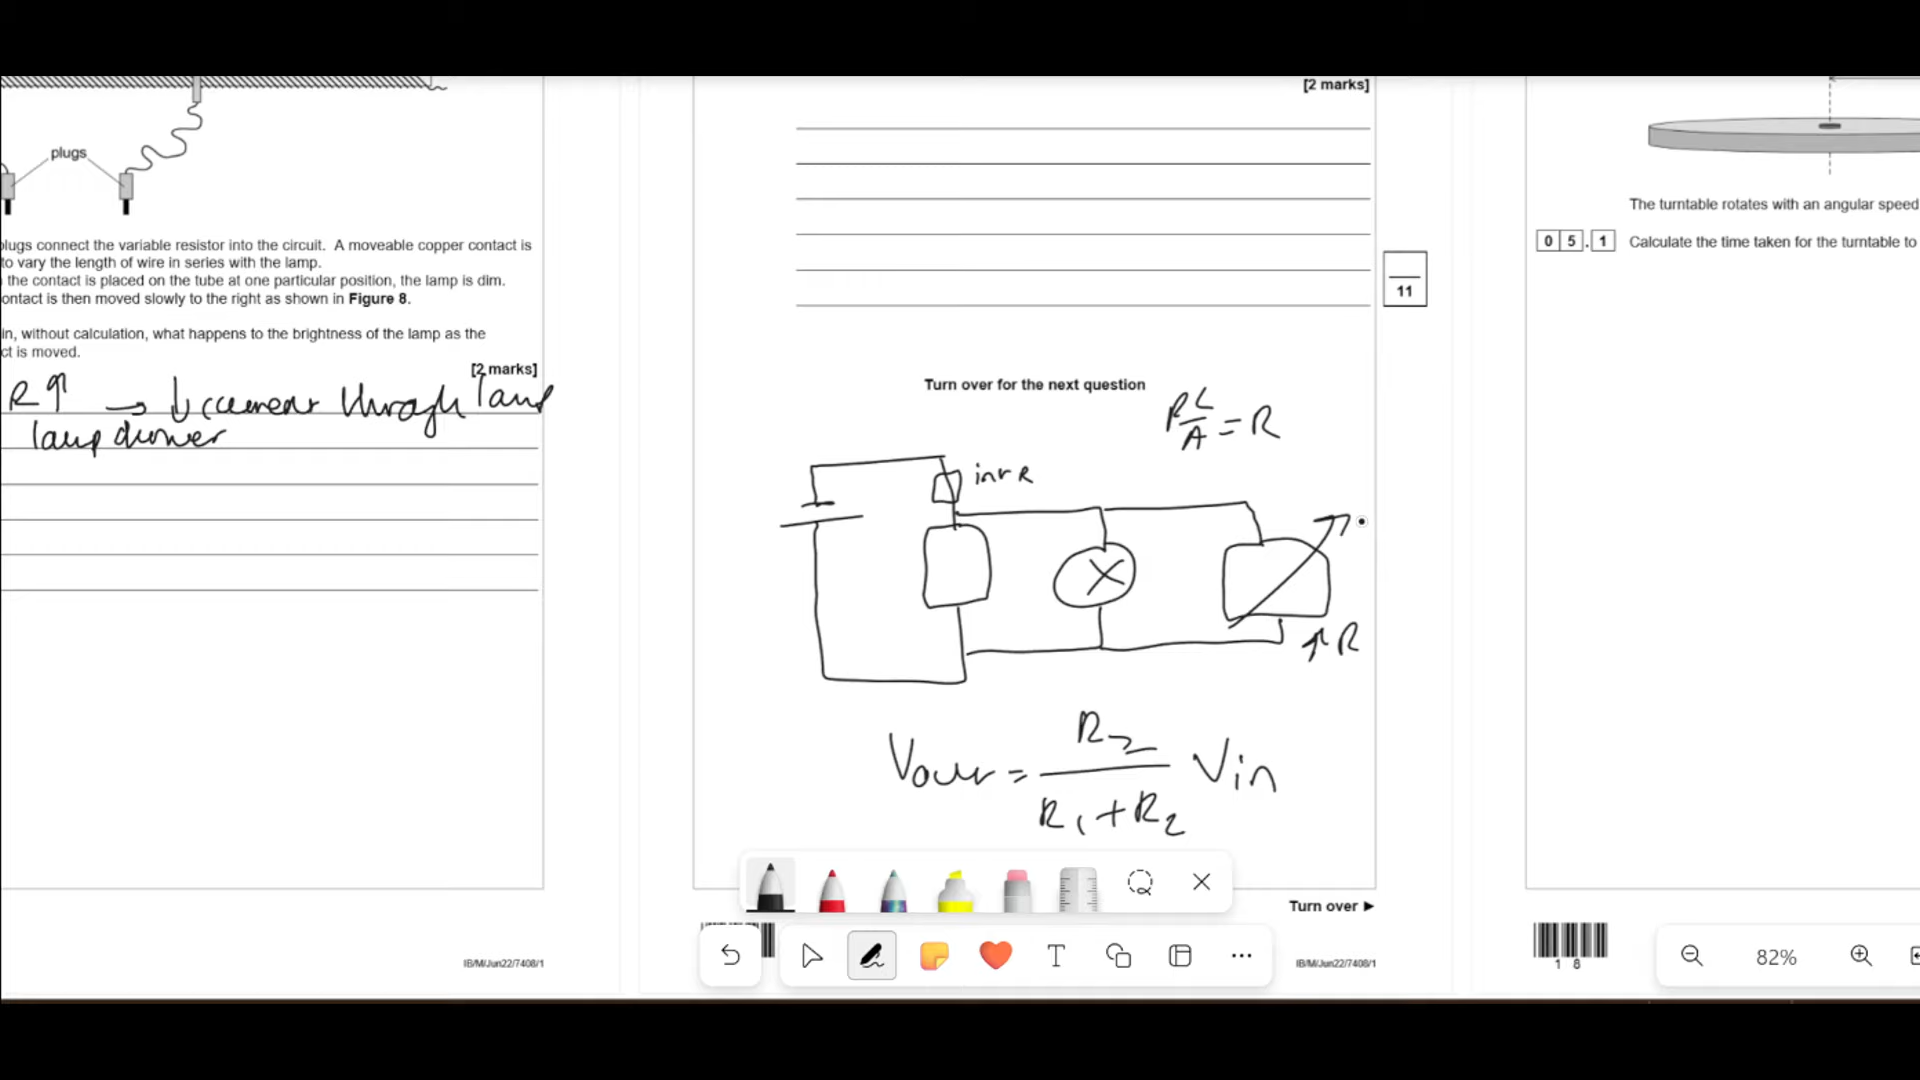 plugs
plugs connect the variable resistor into the circuit. A moveable copper contact is
to vary the length of wire in series with the lamp.
the contact is placed on the tube at one particular position, the lamp is dim.
ontact is then moved slowly to the right as shown in Figure 8.
in, without calculation, what happens to the brightness of the lamp as the
ct is moved.
[2 marks]
R ↑ → ↓ current through lamp
lamp dimmer
IB/M/Jun22/7408/1
[2 marks]
11
Turn over for the next question
ρL/A = R
int R
↑ R
Vout = R2/(R1+R2) Vin
Turn over ►
IB/M/Jun22/7408/1
The turntable rotates with an angular speed
0 5 . 1 Calculate the time taken for the turntable to
1 8
T
82%